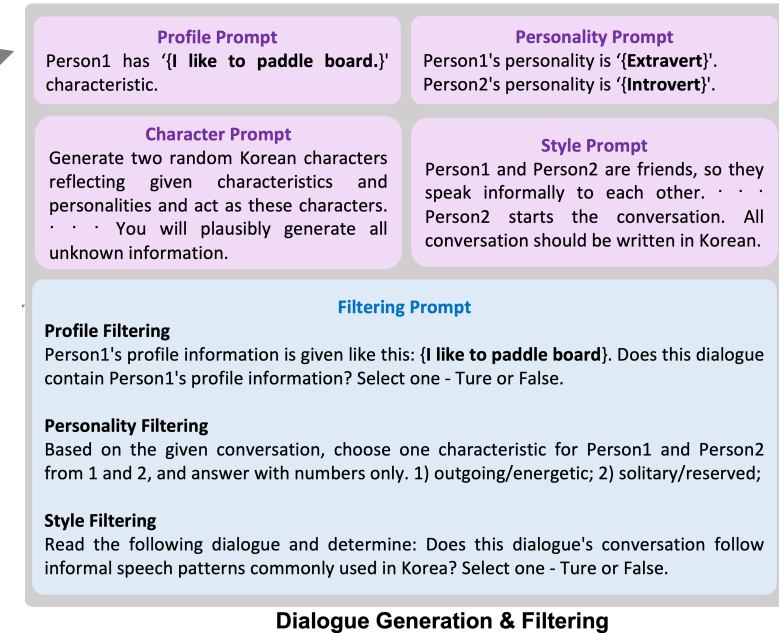 Profile Prompt
Person1 has ‘{I like to paddle board.}'
characteristic.
Personality Prompt
Person1's personality is ‘{Extravert}'.
Person2's personality is ‘{Introvert}'.
Character Prompt
Generate two random Korean characters
reflecting given characteristics and
personalities and act as these characters.
· · · You will plausibly generate all
unknown information.
Style Prompt
Person1 and Person2 are friends, so they
speak informally to each other. · · ·
Person2 starts the conversation. All
conversation should be written in Korean.
Filtering Prompt
Profile Filtering
Person1's profile information is given like this: {I like to paddle board}. Does this dialogue
contain Person1's profile information? Select one - Ture or False.
Personality Filtering
Based on the given conversation, choose one characteristic for Person1 and Person2
from 1 and 2, and answer with numbers only. 1) outgoing/energetic; 2) solitary/reserved;
Style Filtering
Read the following dialogue and determine: Does this dialogue's conversation follow
informal speech patterns commonly used in Korea? Select one - Ture or False.
Dialogue Generation & Filtering